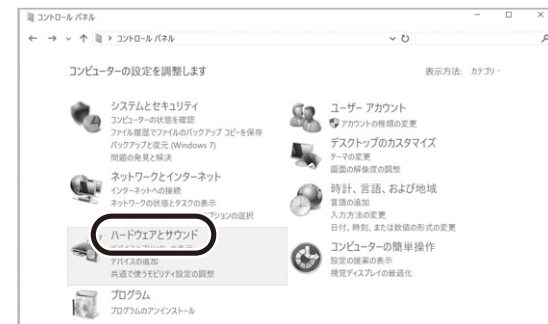 コントロール パネル
コントロール パネル
コンピューターの設定を調整します
表示方法: カテゴリ
システムとセキュリティ
コンピューターの状態を確認
ファイル履歴でファイルのバックアップ コピーを保存
バックアップと復元 (Windows 7)
問題の発見と解決
ネットワークとインターネット
インターネットへの接続
ネットワークの状態とタスクの表示
プションの選択
ハードウェアとサウンド
デバイスの追加
共通で使うモビリティ設定の調整
プログラム
プログラムのアンインストール
ユーザー アカウント
アカウントの種類の変更
デスクトップのカスタマイズ
テーマの変更
画面の解像度の調整
時計、言語、および地域
言語の追加
入力方法の変更
日付、時刻、または数値の形式の変更
コンピューターの簡単操作
設定の提案の表示
視覚ディスプレイの最適化